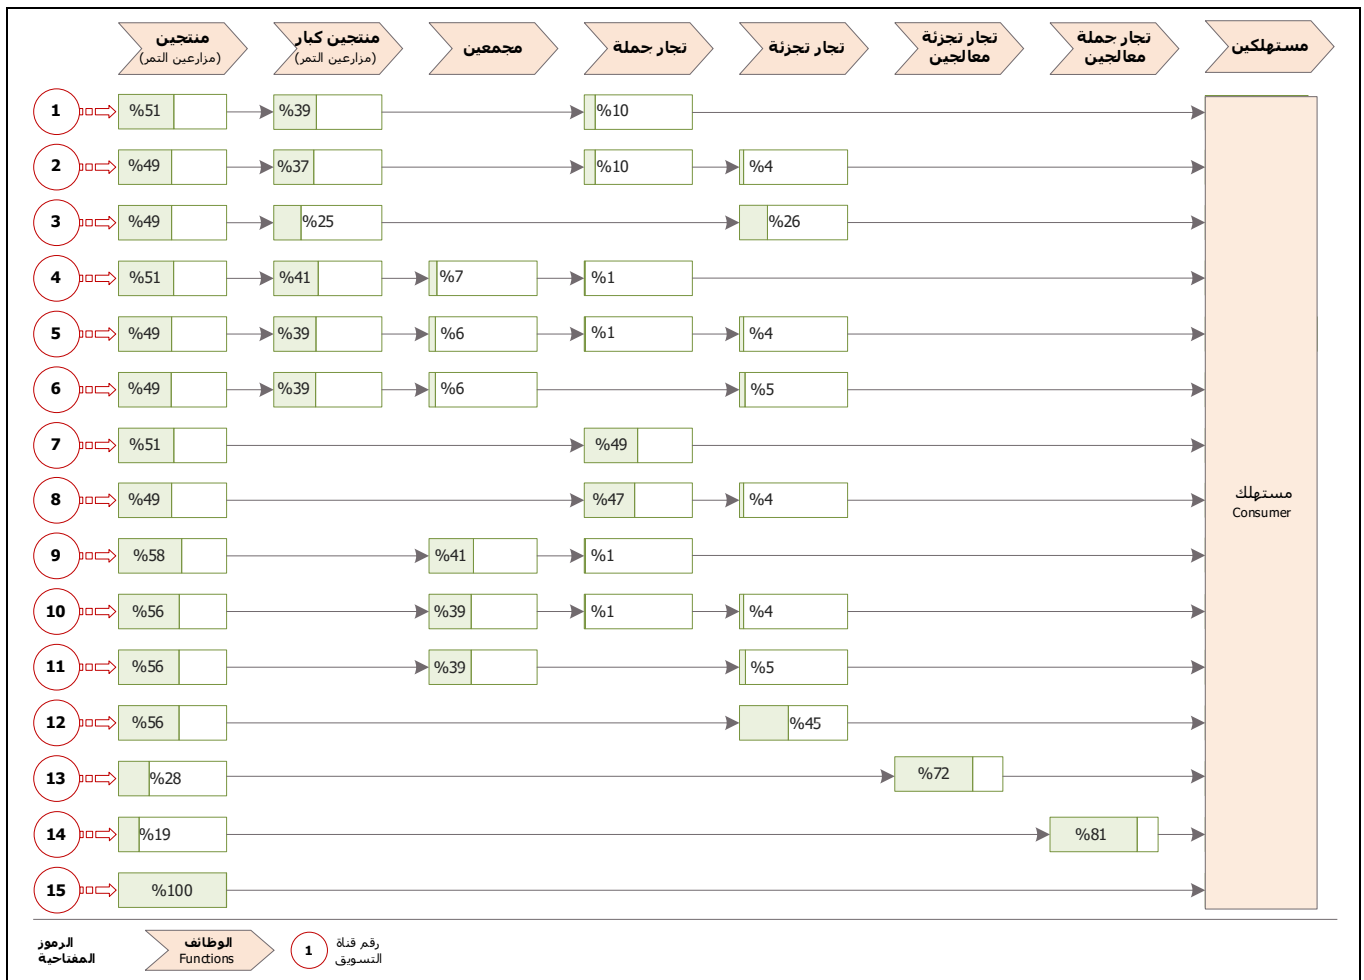 منتجين
(مزارعين التمر)
منتجين كبار
(مزارعين التمر)
مجمعين
تجار جملة
تجار تجزئة
تجار تجزئة
معالجين
تجار جملة
معالجين
مستهلكين
1 %51 %39 %10
2 %49 %37 %10 %4
3 %49 %25 %26
4 %51 %41 %7 %1
5 %49 %39 %6 %1 %4
6 %49 %39 %6 %5
7 %51 %49
8 %49 %47 %4
9 %58 %41 %1
10 %56 %39 %1 %4
11 %56 %39 %5
12 %56 %45
13 %28 %72
14 %19 %81
15 %100
مستهلك
Consumer
الرموز
المفتاحية
الوظائف
Functions
1
رقم قناة
التسويق